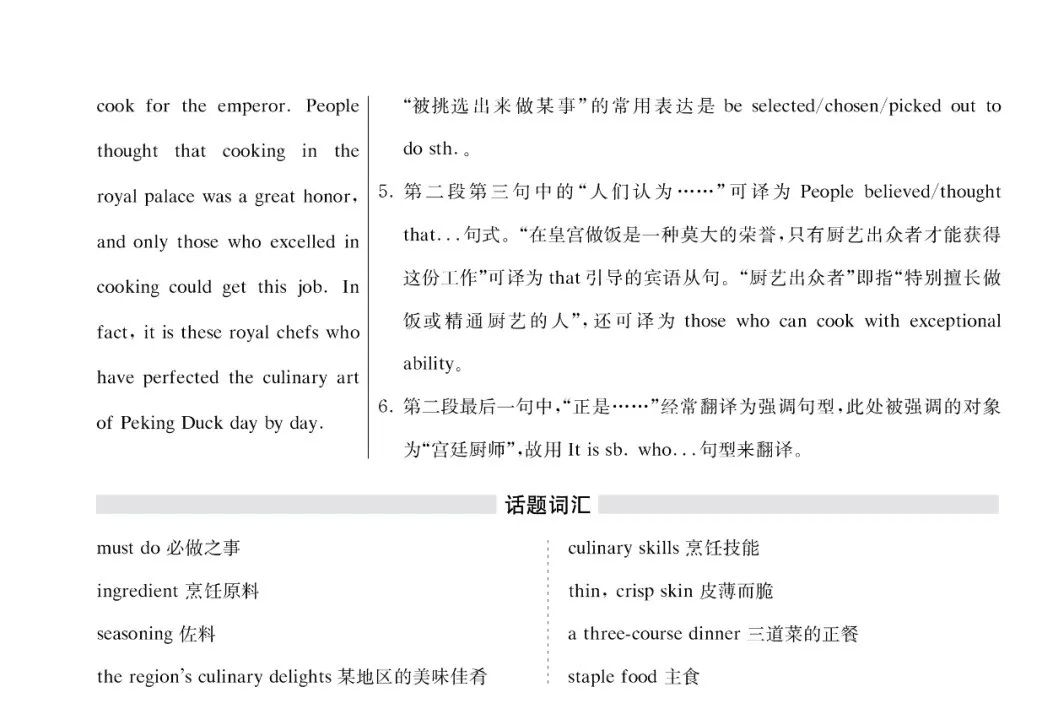 cook for the emperor. People
thought that cooking in the
royal palace was a great honor,
and only those who excelled in
cooking could get this job. In
fact, it is these royal chefs who
have perfected the culinary art
of Peking Duck day by day.
“被挑选出来做某事”的常用表达是 be selected/chosen/picked out to
do sth.。
5. 第二段第三句中的“人们认为……”可译为 People believed/thought
that...句式。“在皇宫做饭是一种莫大的荣誉,只有厨艺出众者才能获得
这份工作”可译为 that 引导的宾语从句。“厨艺出众者”即指“特别擅长做
饭或精通厨艺的人”,还可译为 those who can cook with exceptional
ability。
6. 第二段最后一句中,“正是……”经常翻译为强调句型,此处被强调的对象
为“宫廷厨师”,故用 It is sb. who...句型来翻译。
话题词汇
must do 必做之事
ingredient 烹饪原料
seasoning 佐料
the region's culinary delights 某地区的美味佳肴
culinary skills 烹饪技能
thin, crisp skin 皮薄而脆
a three-course dinner 三道菜的正餐
staple food 主食